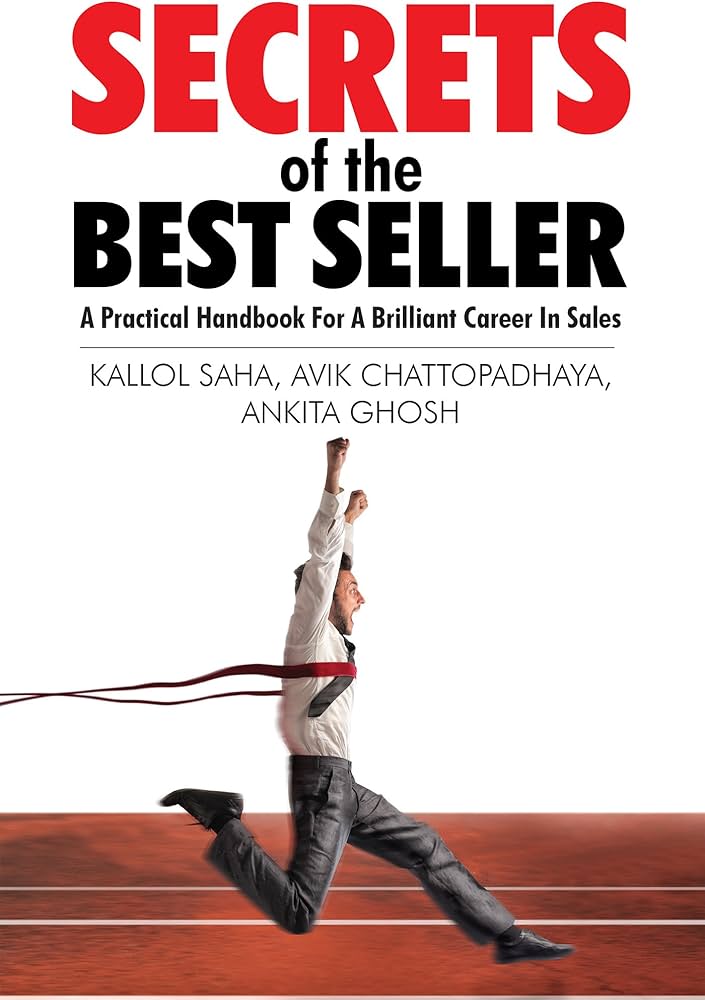 SECRETS
of the
BEST SELLER
A Practical Handbook For A Brilliant Career In Sales
KALLOL SAHA, AVIK CHATTOPADHAYA,
ANKITA GHOSH